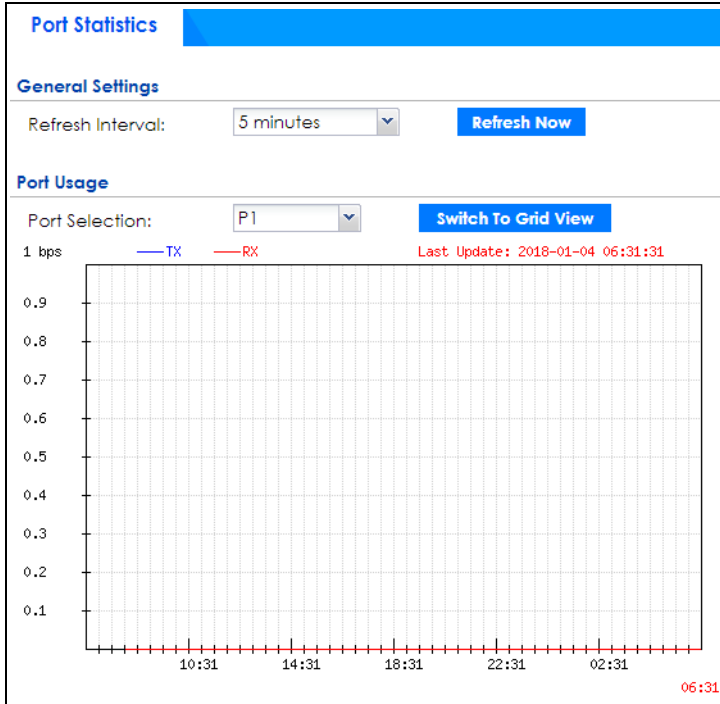 Port Statistics
General Settings
Refresh Interval: 5 minutes Refresh Now
Port Usage
Port Selection: P1 Switch To Grid View
1 bps TX RX Last Update: 2018-01-04 06:31:31
0.9
0.8
0.7
0.6
0.5
0.4
0.3
0.2
0.1
10:31 14:31 18:31 22:31 02:31
06:31